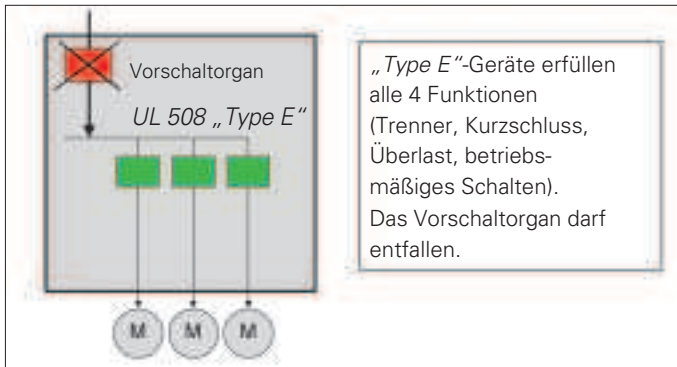 Vorschaltorgan
UL 508 „Type E“
M M M
„Type E“-Geräte erfüllen
alle 4 Funktionen
(Trenner, Kurzschluss,
Überlast, betriebs-
mäßiges Schalten).
Das Vorschaltorgan darf
entfallen.